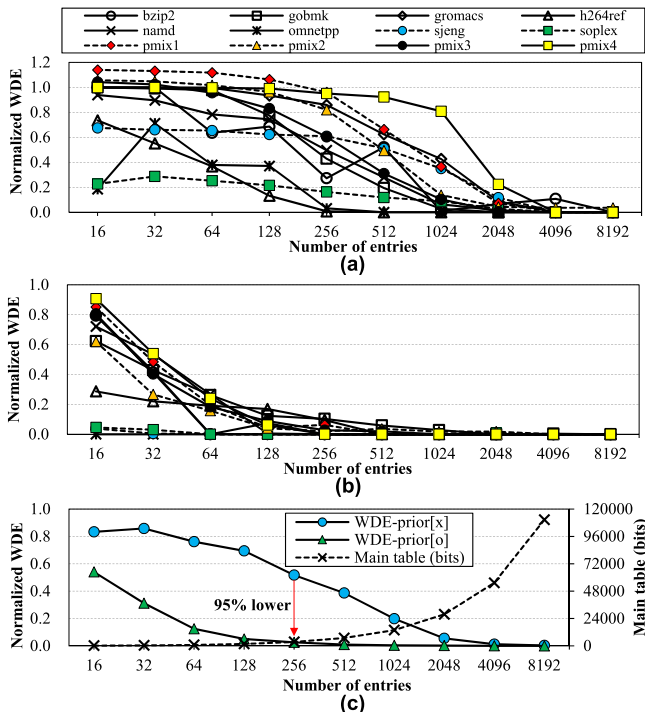 bzip2 gobmk gromacs h264ref
namd omnetpp sjeng soplex
pmix1 pmix2 pmix3 pmix4
1.2
1.0
0.8
0.6
0.4
0.2
0.0
Normalized WDE
16 32 64 128 256 512 1024 2048 4096 8192
Number of entries
(a)
1.0
0.8
0.6
0.4
0.2
0.0
Normalized WDE
16 32 64 128 256 512 1024 2048 4096 8192
Number of entries
(b)
1.0
0.8
0.6
0.4
0.2
0.0
Normalized WDE
WDE-prior[x]
WDE-prior[o]
Main table (bits)
95% lower
120000
96000
72000
48000
24000
0
Main table (bits)
16 32 64 128 256 512 1024 2048 4096 8192
Number of entries
(c)